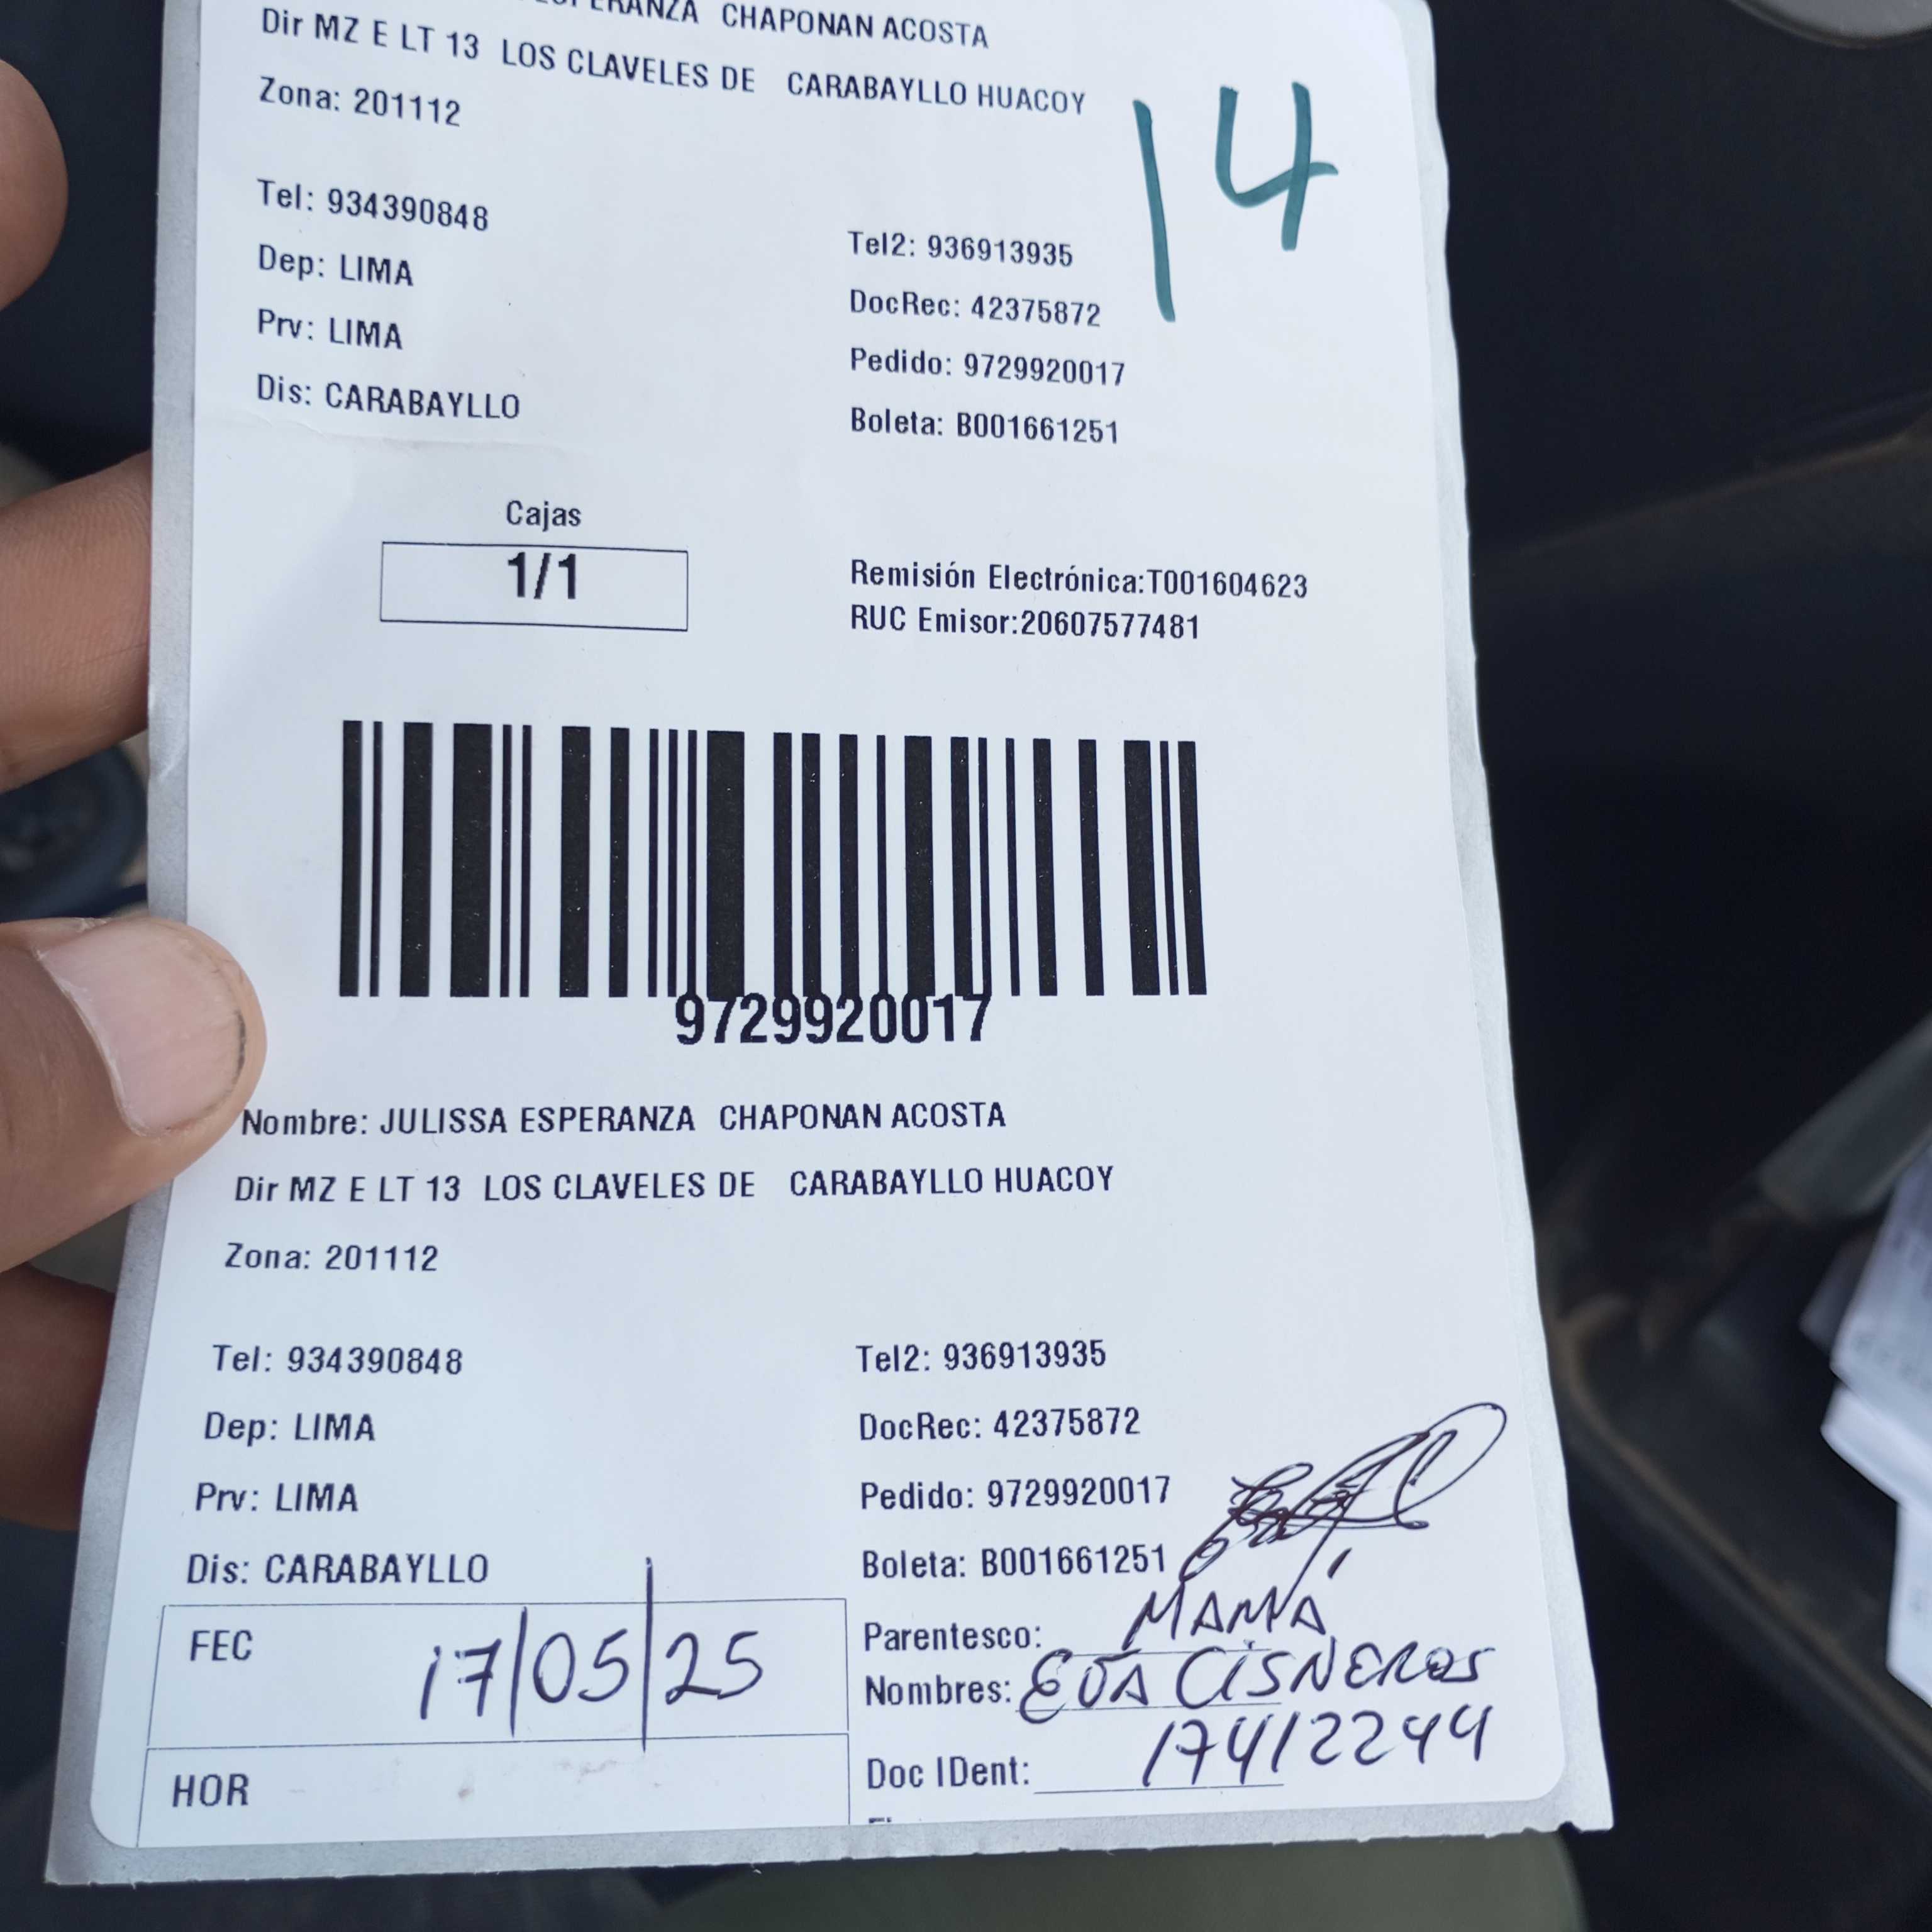 ESPERANZA CHAPONAN ACOSTA
Dir MZ E LT 13 LOS CLAVELES DE CARABAYLLO HUACOY
Zona: 201112
14
Tel: 934390848
Tel2: 936913935
Dep: LIMA
DocRec: 42375872
Prv: LIMA
Pedido: 9729920017
Dis: CARABAYLLO
Boleta: B001661251
Cajas
1/1
Remisión Electrónica:T001604623
RUC Emisor:20607577481
9729920017
Nombre: JULISSA ESPERANZA CHAPONAN ACOSTA
Dir MZ E LT 13 LOS CLAVELES DE CARABAYLLO HUACOY
Zona: 201112
Tel: 934390848
Tel2: 936913935
Dep: LIMA
DocRec: 42375872
Prv: LIMA
Pedido: 9729920017
Dis: CARABAYLLO
Boleta: B001661251
FEC 17/05/25
Parentesco: MAMÁ
Nombres: EVA CISNEROS
HOR
Doc IDent: 17412244